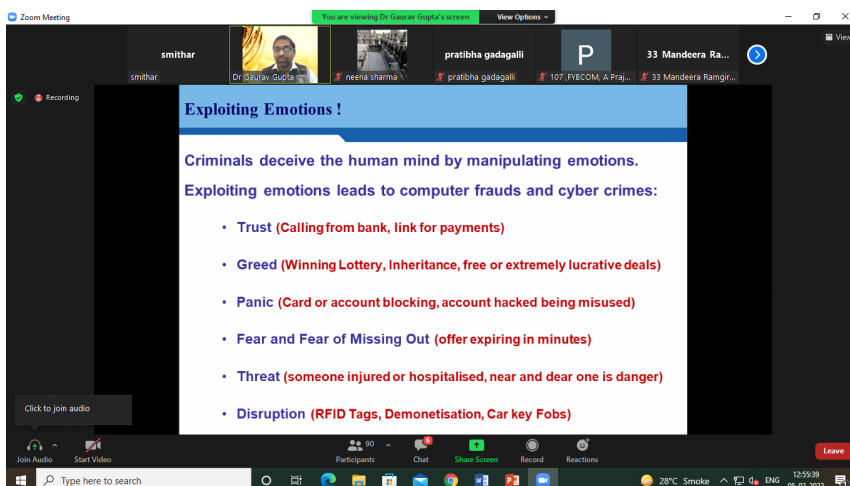 Zoom Meeting
You are viewing Dr Gaurav Gupta's screen
View Options
View
smithar
pratibha gadagalli
P
33 Mandeera Ra...
smithar
Dr Gaurav Gupta
neena sharma
pratibha gadagalli
107 ,FYBCOM, A Praj...
33 Mandeera Ramgir...
Recording
Exploiting Emotions !
Criminals deceive the human mind by manipulating emotions.
Exploiting emotions leads to computer frauds and cyber crimes:
• Trust (Calling from bank, link for payments)
• Greed (Winning Lottery, Inheritance, free or extremely lucrative deals)
• Panic (Card or account blocking, account hacked being misused)
• Fear and Fear of Missing Out (offer expiring in minutes)
• Threat (someone injured or hospitalised, near and dear one is danger)
• Disruption (RFID Tags, Demonetisation, Car key Fobs)
Click to join audio
Join Audio
Start Video
90
Participants
6
Chat
Share Screen
Record
Reactions
Leave
Type here to search
28°C Smoke
ENG
12:55:39
05-02-2022